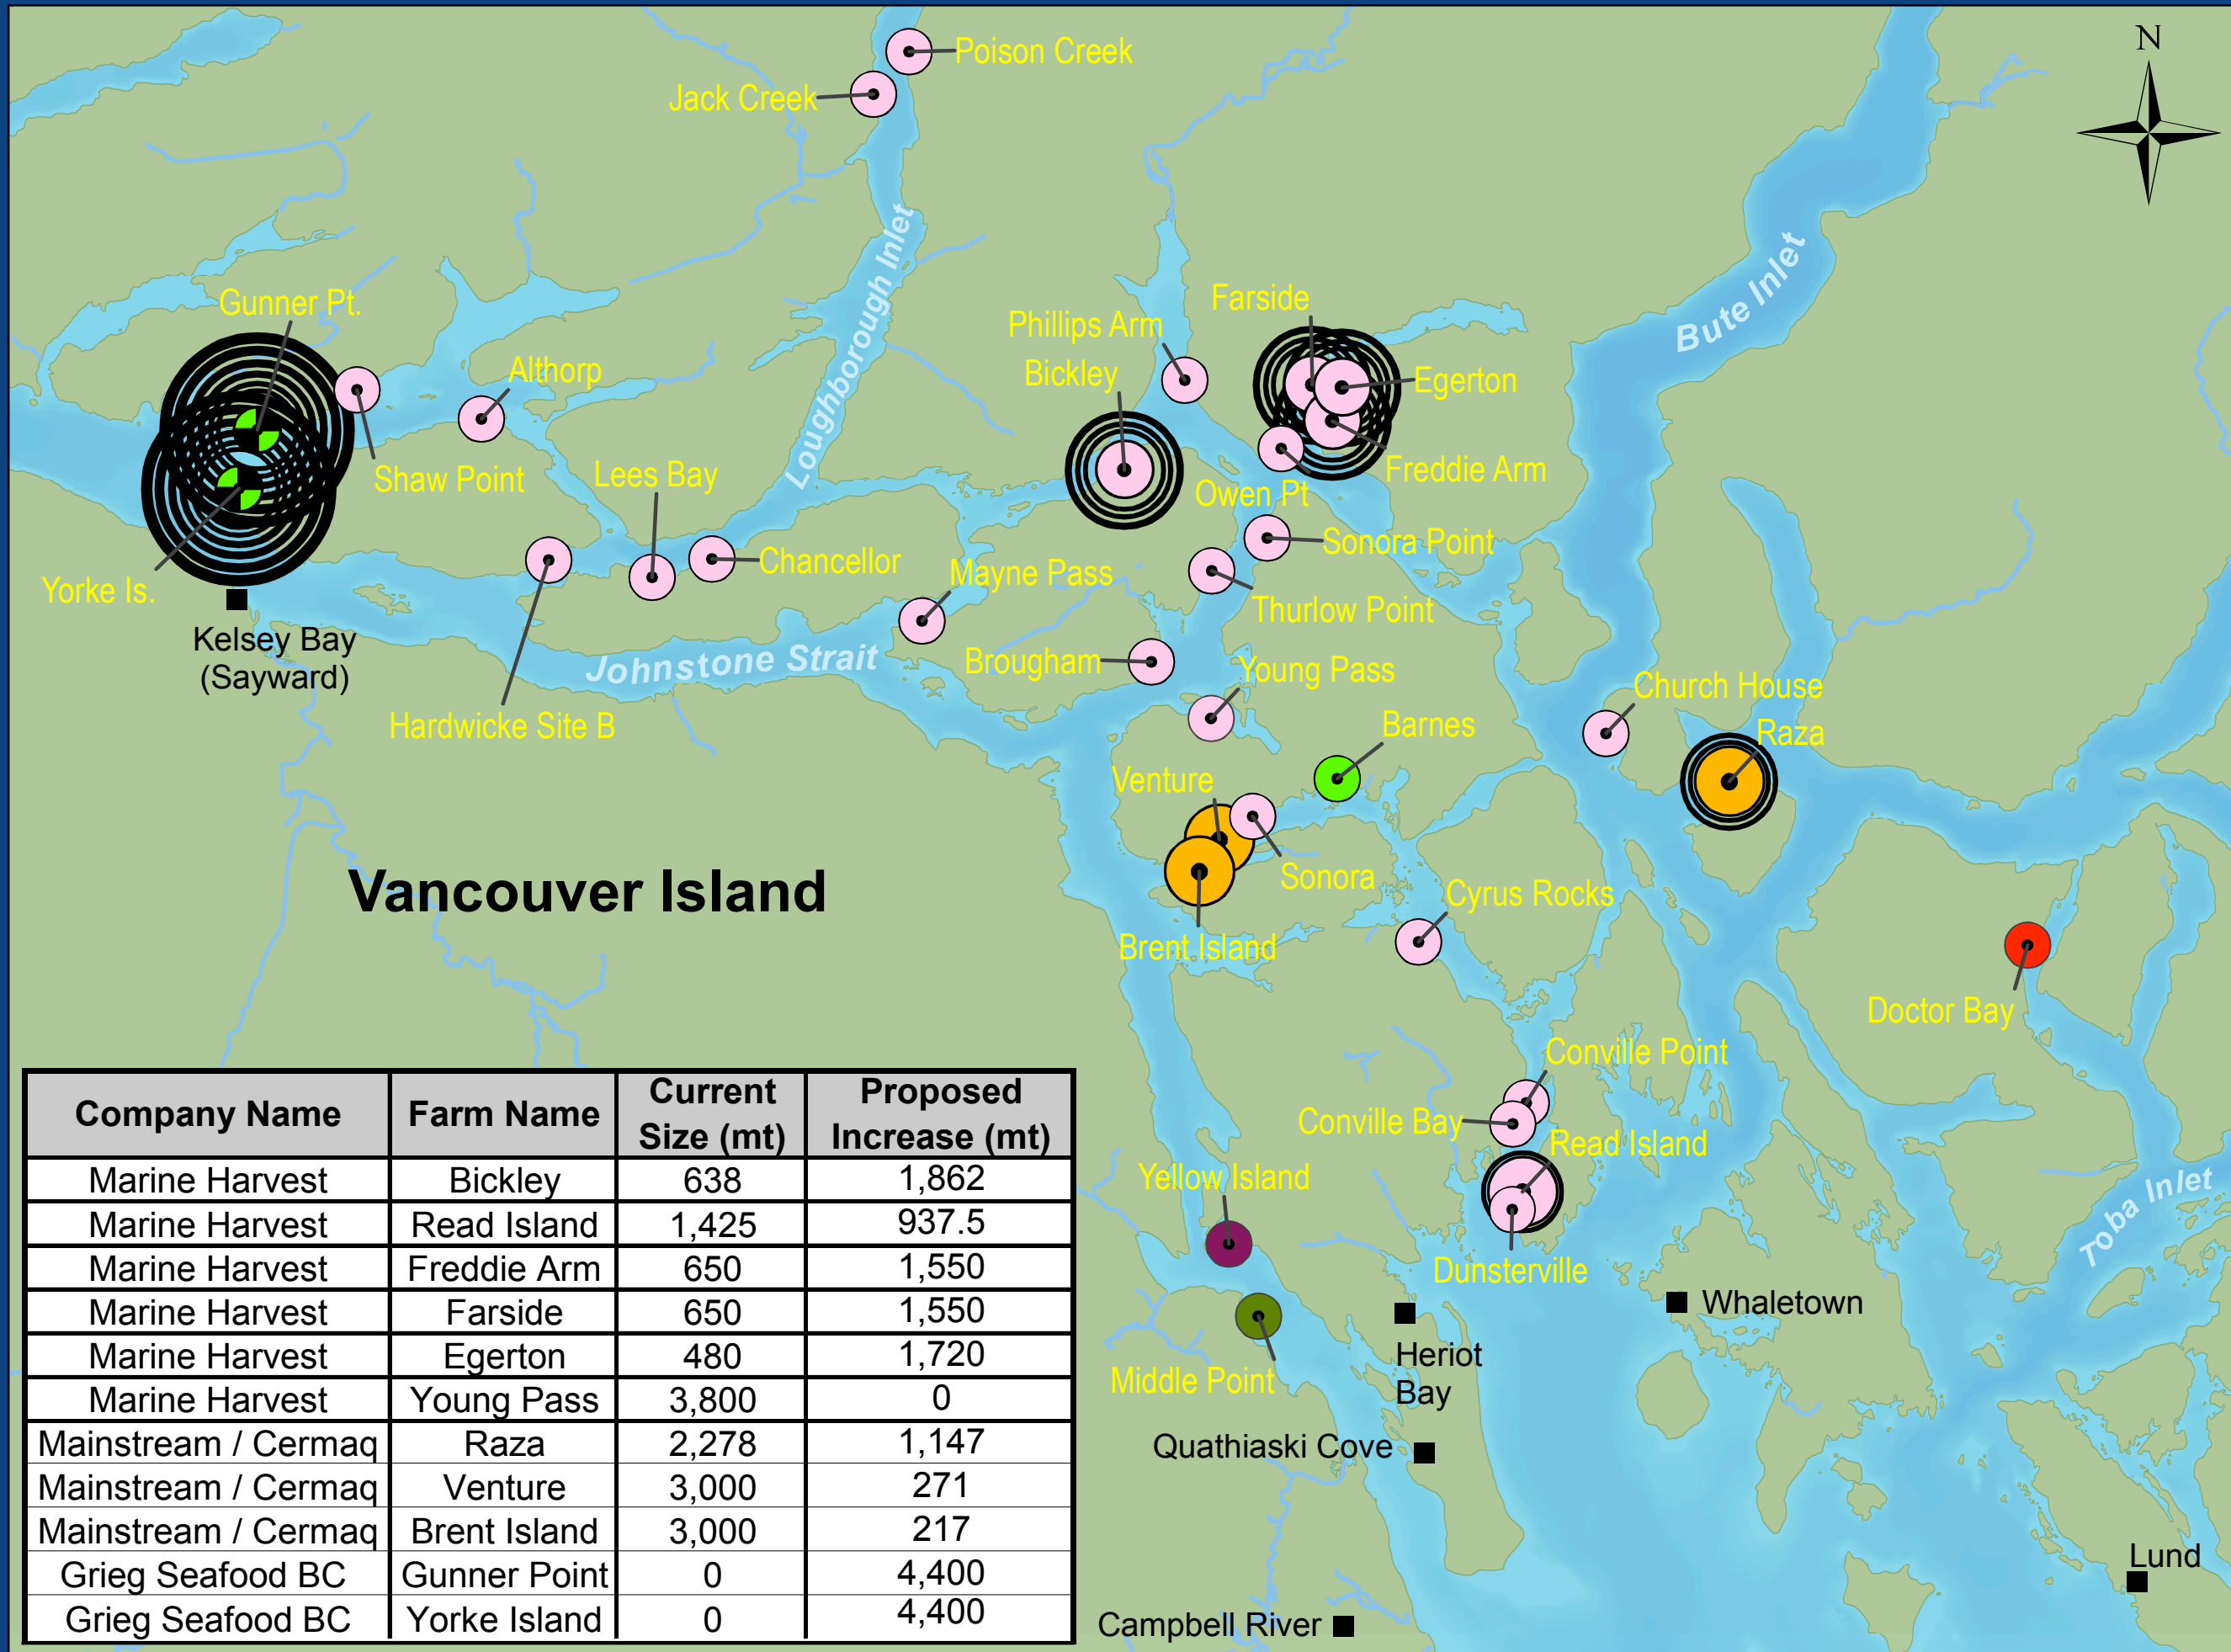 N
Poison Creek
Jack Creek
Loughborough Inlet
Bute Inlet
Gunner Pt.
Farside
Phillips Arm
Bickley
Althorp
Egerton
Shaw Point
Lees Bay
Freddie Arm
Owen Pt
Sonora Point
Chancellor
Mayne Pass
Yorke Is.
Thurlow Point
Kelsey Bay
(Sayward)
Johnstone Strait
Brougham
Young Pass
Church House
Hardwicke Site B
Barnes
Raza
Venture
Vancouver Island
Sonora
Cyrus Rocks
Brent Island
Doctor Bay
Conville Point
Conville Bay
Read Island
Yellow Island
Toba Inlet
Dunsterville
Whaletown
Heriot
Bay
Middle Point
Quathiaski Cove
Lund
Campbell River
Company Name Farm Name Current Size (mt) Proposed Increase (mt)
Marine Harvest Bickley 638 1,862
Marine Harvest Read Island 1,425 937.5
Marine Harvest Freddie Arm 650 1,550
Marine Harvest Farside 650 1,550
Marine Harvest Egerton 480 1,720
Marine Harvest Young Pass 3,800 0
Mainstream / Cermaq Raza 2,278 1,147
Mainstream / Cermaq Venture 3,000 271
Mainstream / Cermaq Brent Island 3,000 217
Grieg Seafood BC Gunner Point 0 4,400
Grieg Seafood BC Yorke Island 0 4,400